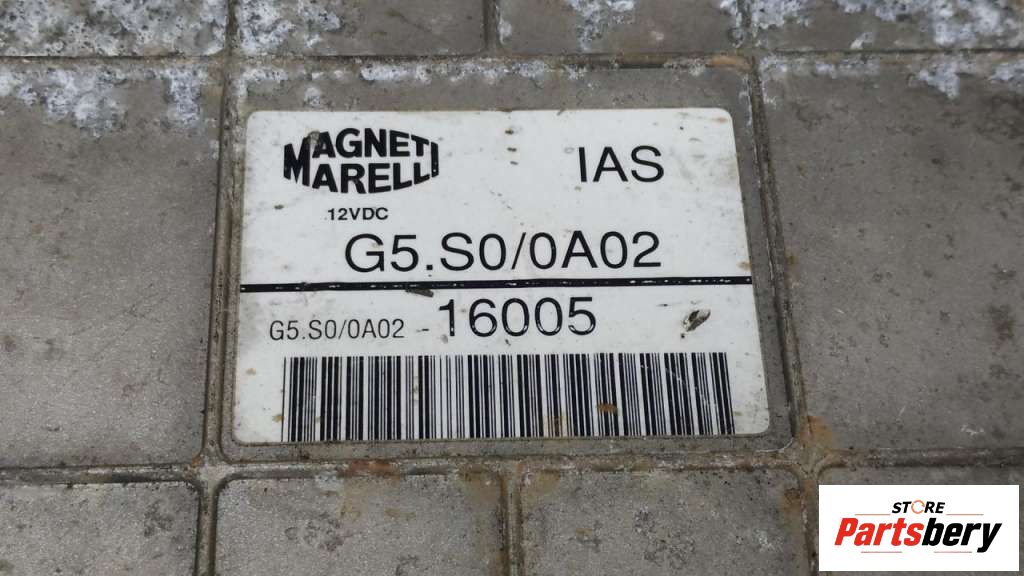 MAGNETI
MARELLI
IAS
12VDC
G5.S0/0A02
G5.S0/0A02 - 16005
STORE
Partsbery